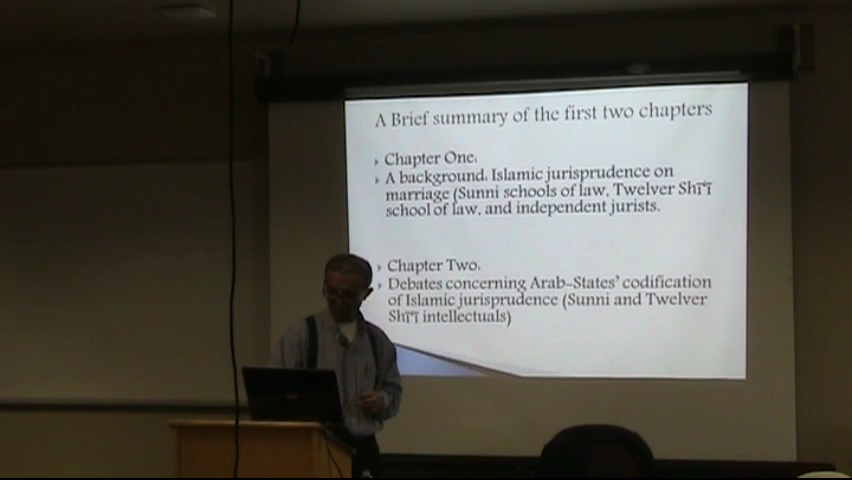 A Brief summary of the first two chapters
Chapter One.
A background. Islamic jurisprudence on
marriage (Sunni schools of law, Twelver Shīʿī
school of law, and independent jurists.
Chapter Two.
Debates concerning Arab-States' codification
of Islamic jurisprudence (Sunni and Twelver
Shīʿī intellectuals)